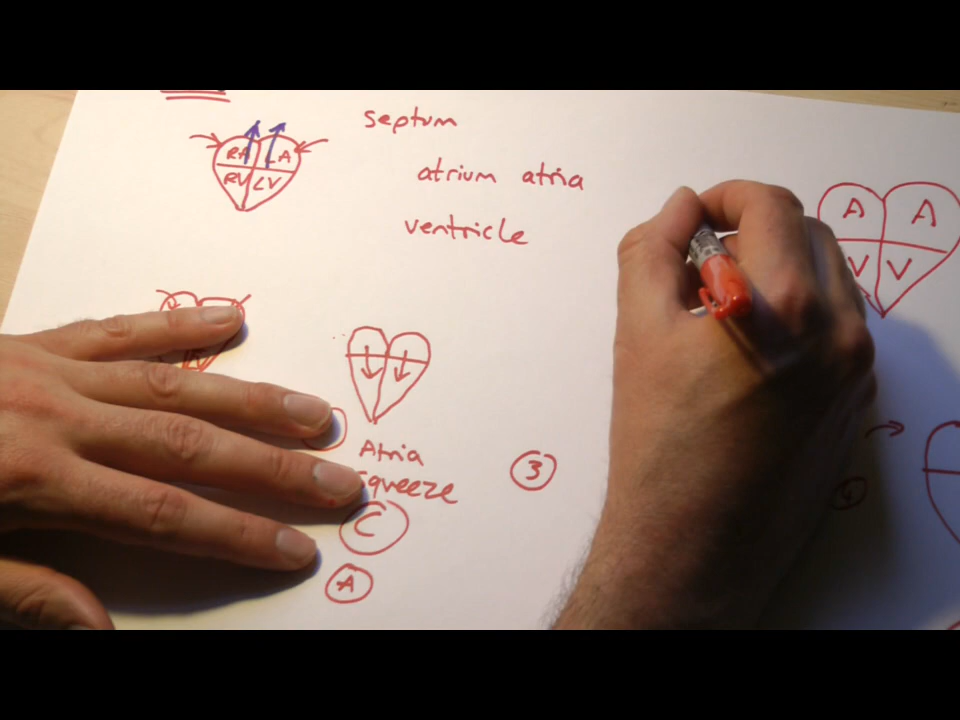 septum
RA LA
RV LV
atrium atria
ventricle
A A
V V
Atria
squeeze
3
C
A